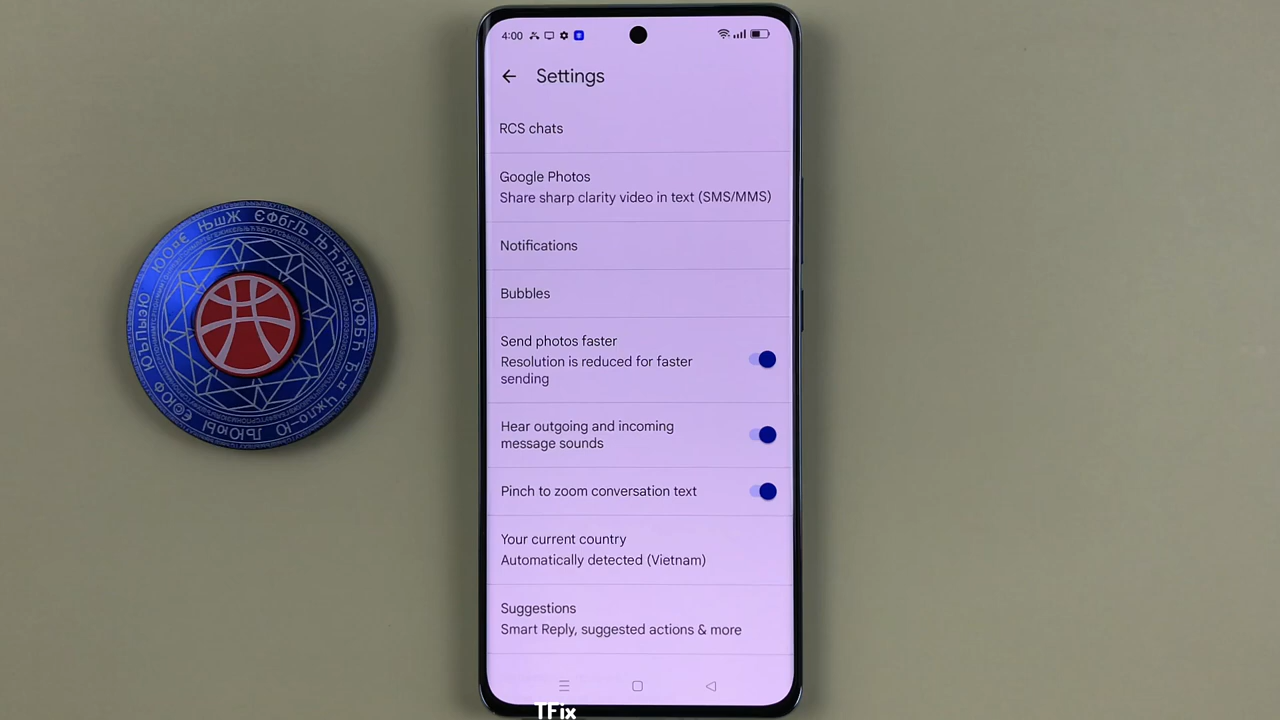 4:00
Settings
RCS chats
Google Photos
Share sharp clarity video in text (SMS/MMS)
Notifications
Bubbles
Send photos faster
Resolution is reduced for faster
sending
Hear outgoing and incoming
message sounds
Pinch to zoom conversation text
Your current country
Automatically detected (Vietnam)
Suggestions
Smart Reply, suggested actions & more
TFix